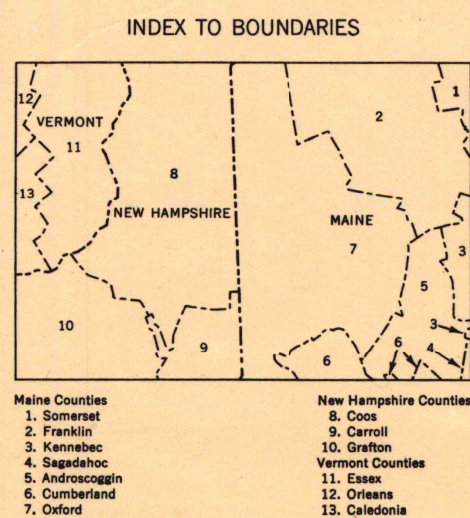 INDEX TO BOUNDARIES
12
VERMONT
11
13
8
NEW HAMPSHIRE
10
9
1
2
MAINE
7
3
5
3
6
6
4
Maine Counties
1. Somerset
2. Franklin
3. Kennebec
4. Sagadahoc
5. Androscoggin
6. Cumberland
7. Oxford
New Hampshire Counties
8. Coos
9. Carroll
10. Grafton
Vermont Counties
11. Essex
12. Orleans
13. Caledonia